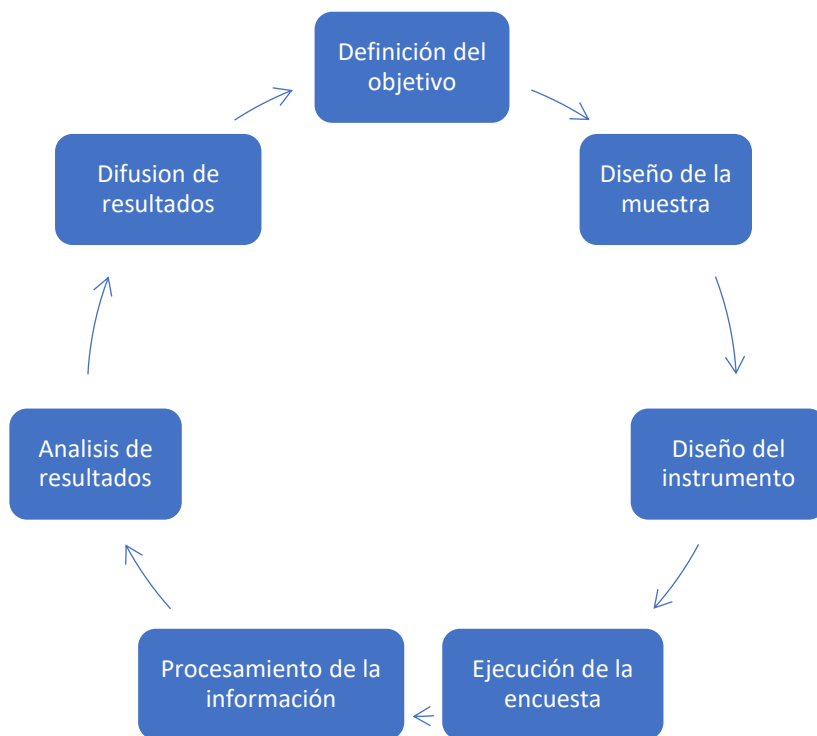 Definición del
objetivo
Diseño de la
muestra
Diseño del
instrumento
Ejecución de la
encuesta
Procesamiento de la
información
Analisis de
resultados
Difusion de
resultados